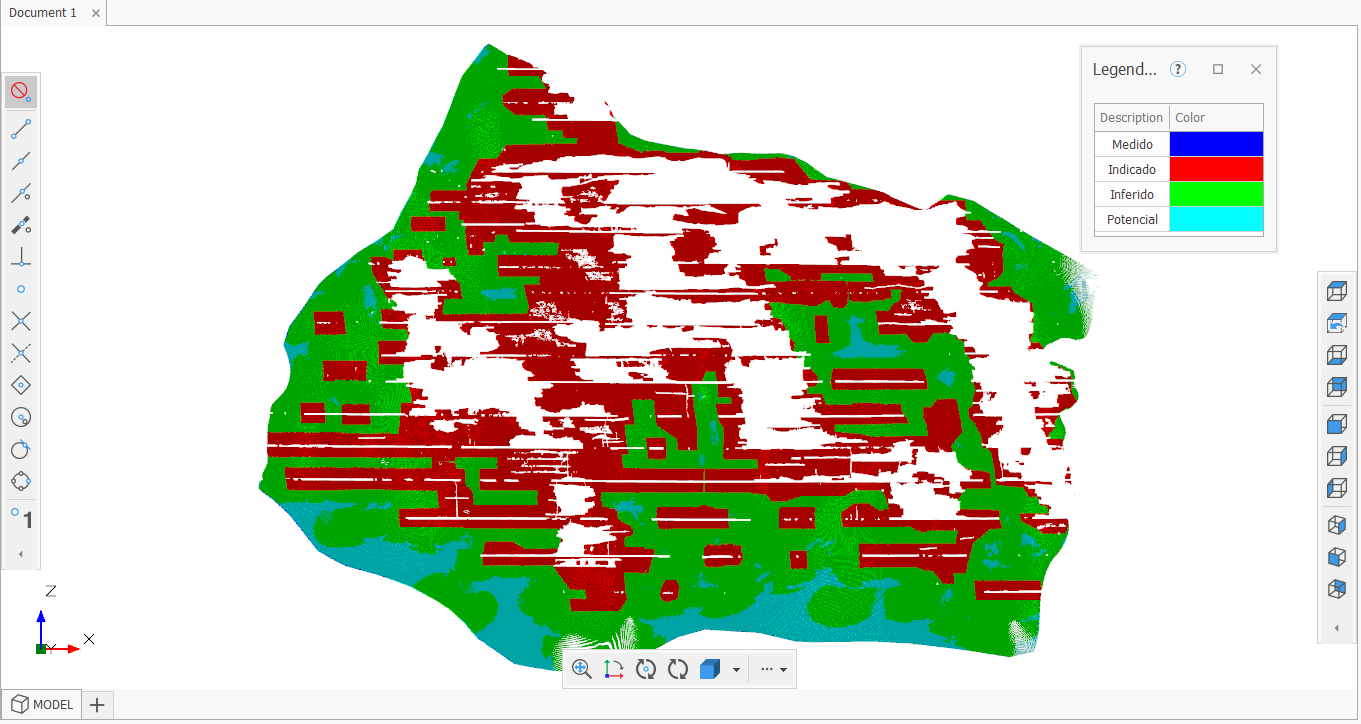 Document 1
Legend...
?
Description Color
Medido
Indicado
Inferido
Potencial
1
Z
X
Y
MODEL